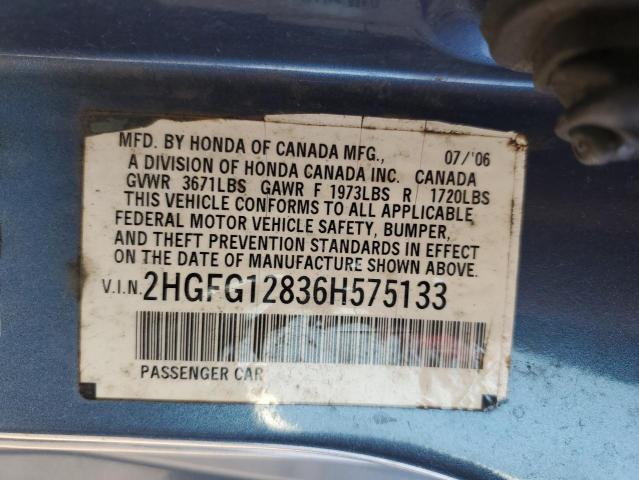 MFD. BY HONDA OF CANADA MFG., 07/'06
A DIVISION OF HONDA CANADA INC. CANADA
GVWR 3671LBS GAWR F 1973LBS R 1720LBS
THIS VEHICLE CONFORMS TO ALL APPLICABLE
FEDERAL MOTOR VEHICLE SAFETY, BUMPER,
AND THEFT PREVENTION STANDARDS IN EFFECT
ON THE DATE OF MANUFACTURE SHOWN ABOVE.
V.I.N. 2HGFG12836H575133
PASSENGER CAR